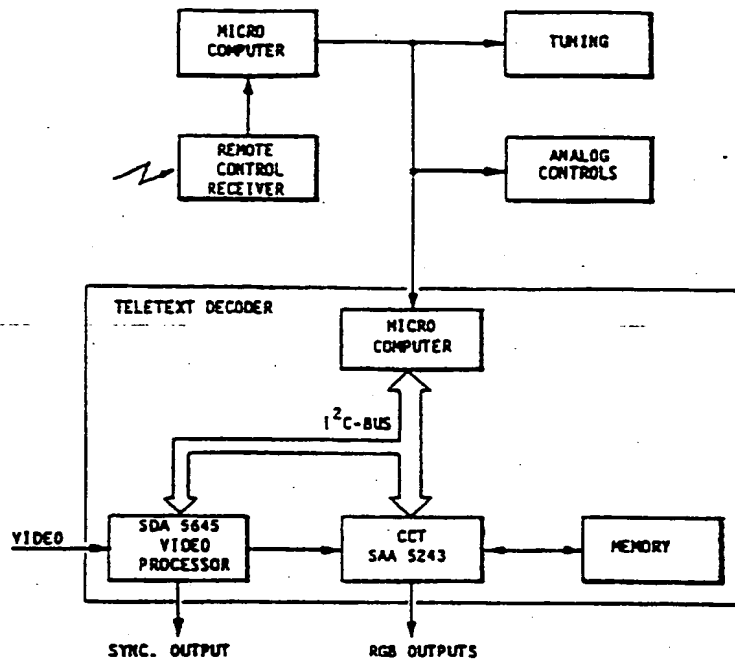 MICRO
COMPUTER
TUNING
REMOTE
CONTROL
RECEIVER
ANALOG
CONTROLS
TELETEXT DECODER
MICRO
COMPUTER
I²C-BUS
VIDEO
SDA 5645
VIDEO
PROCESSOR
CCT
SAA 5243
MEMORY
SYNC. OUTPUT
RGB OUTPUTS